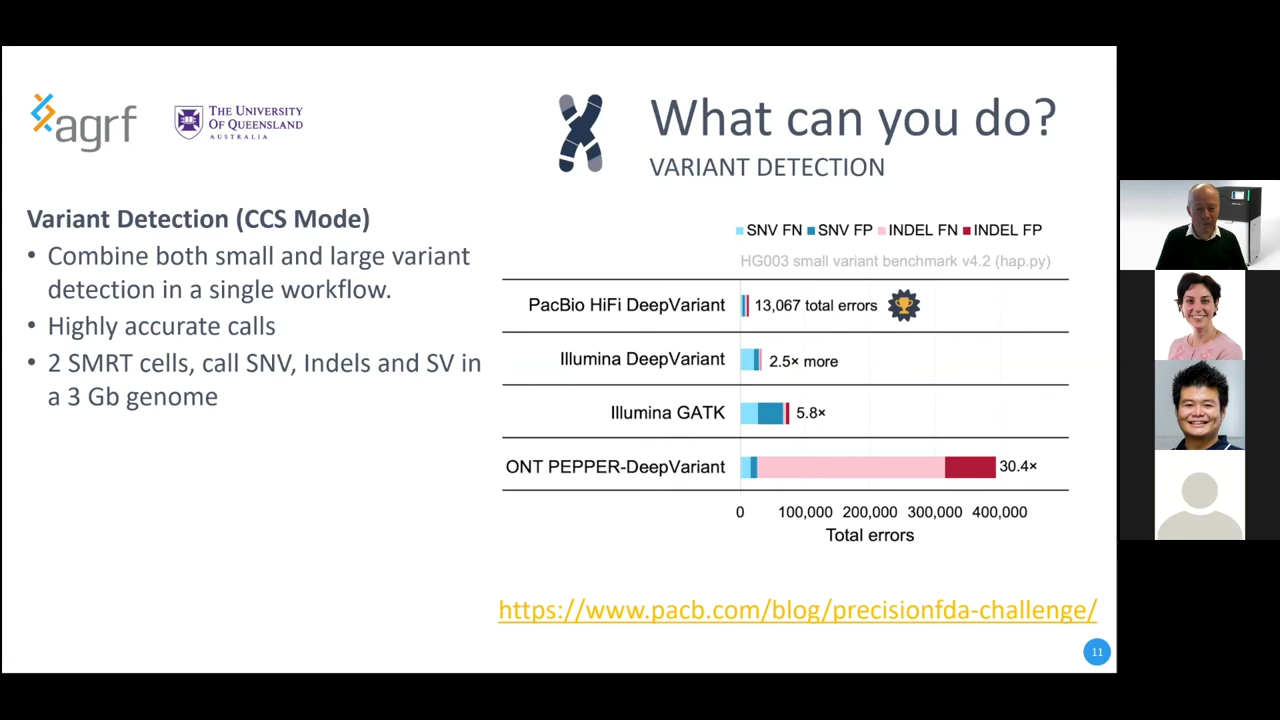 agrf
THE UNIVERSITY
OF QUEENSLAND
AUSTRALIA
What can you do?
VARIANT DETECTION
Variant Detection (CCS Mode)
• Combine both small and large variant
detection in a single workflow.
• Highly accurate calls
• 2 SMRT cells, call SNV, Indels and SV in
a 3 Gb genome
SNV FN SNV FP INDEL FN INDEL FP
HG003 small variant benchmark v4.2 (hap.py)
PacBio HiFi DeepVariant 13,067 total errors
Illumina DeepVariant 2.5× more
Illumina GATK 5.8×
ONT PEPPER-DeepVariant 30.4×
0 100,000 200,000 300,000 400,000
Total errors
https://www.pacb.com/blog/precisionfda-challenge/
11